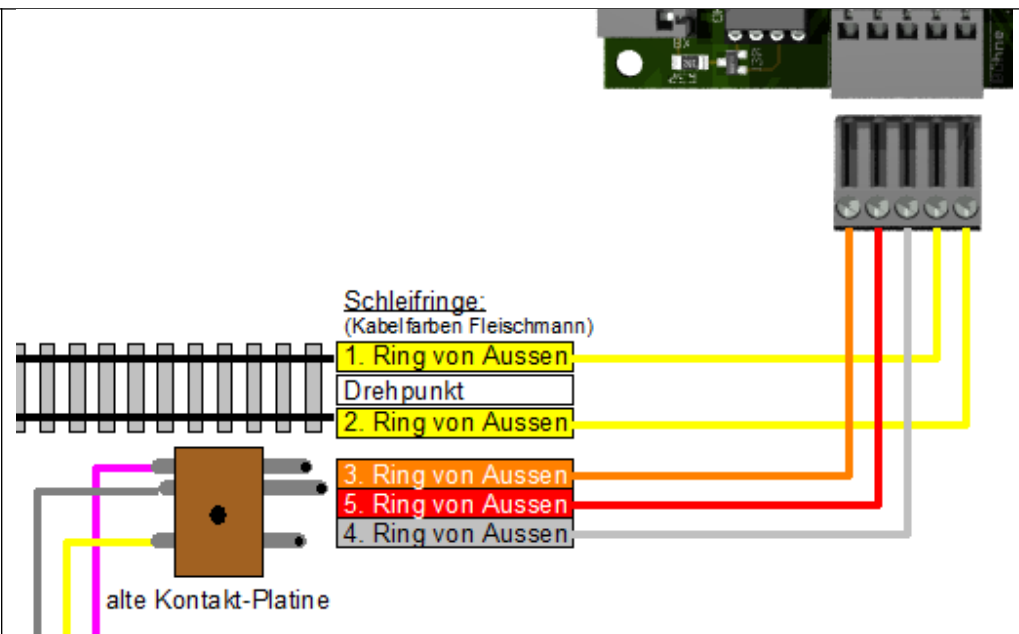 Bühne
Schleifringe:
(Kabelfarben Fleischmann)
1. Ring von Aussen
Drehpunkt
2. Ring von Aussen
3. Ring von Aussen
5. Ring von Aussen
4. Ring von Aussen
alte Kontakt-Platine